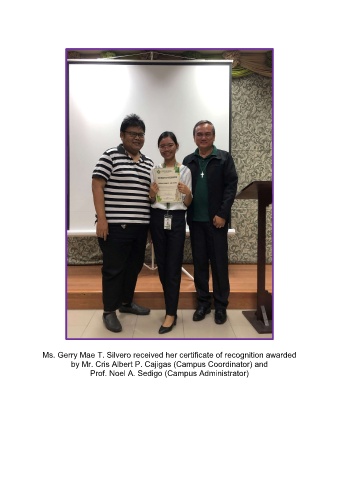 Ms. Gerry Mae T. Silvero received her certificate of recognition awarded
by Mr. Cris Albert P. Cajigas (Campus Coordinator) and
Prof. Noel A. Sedigo (Campus Administrator)